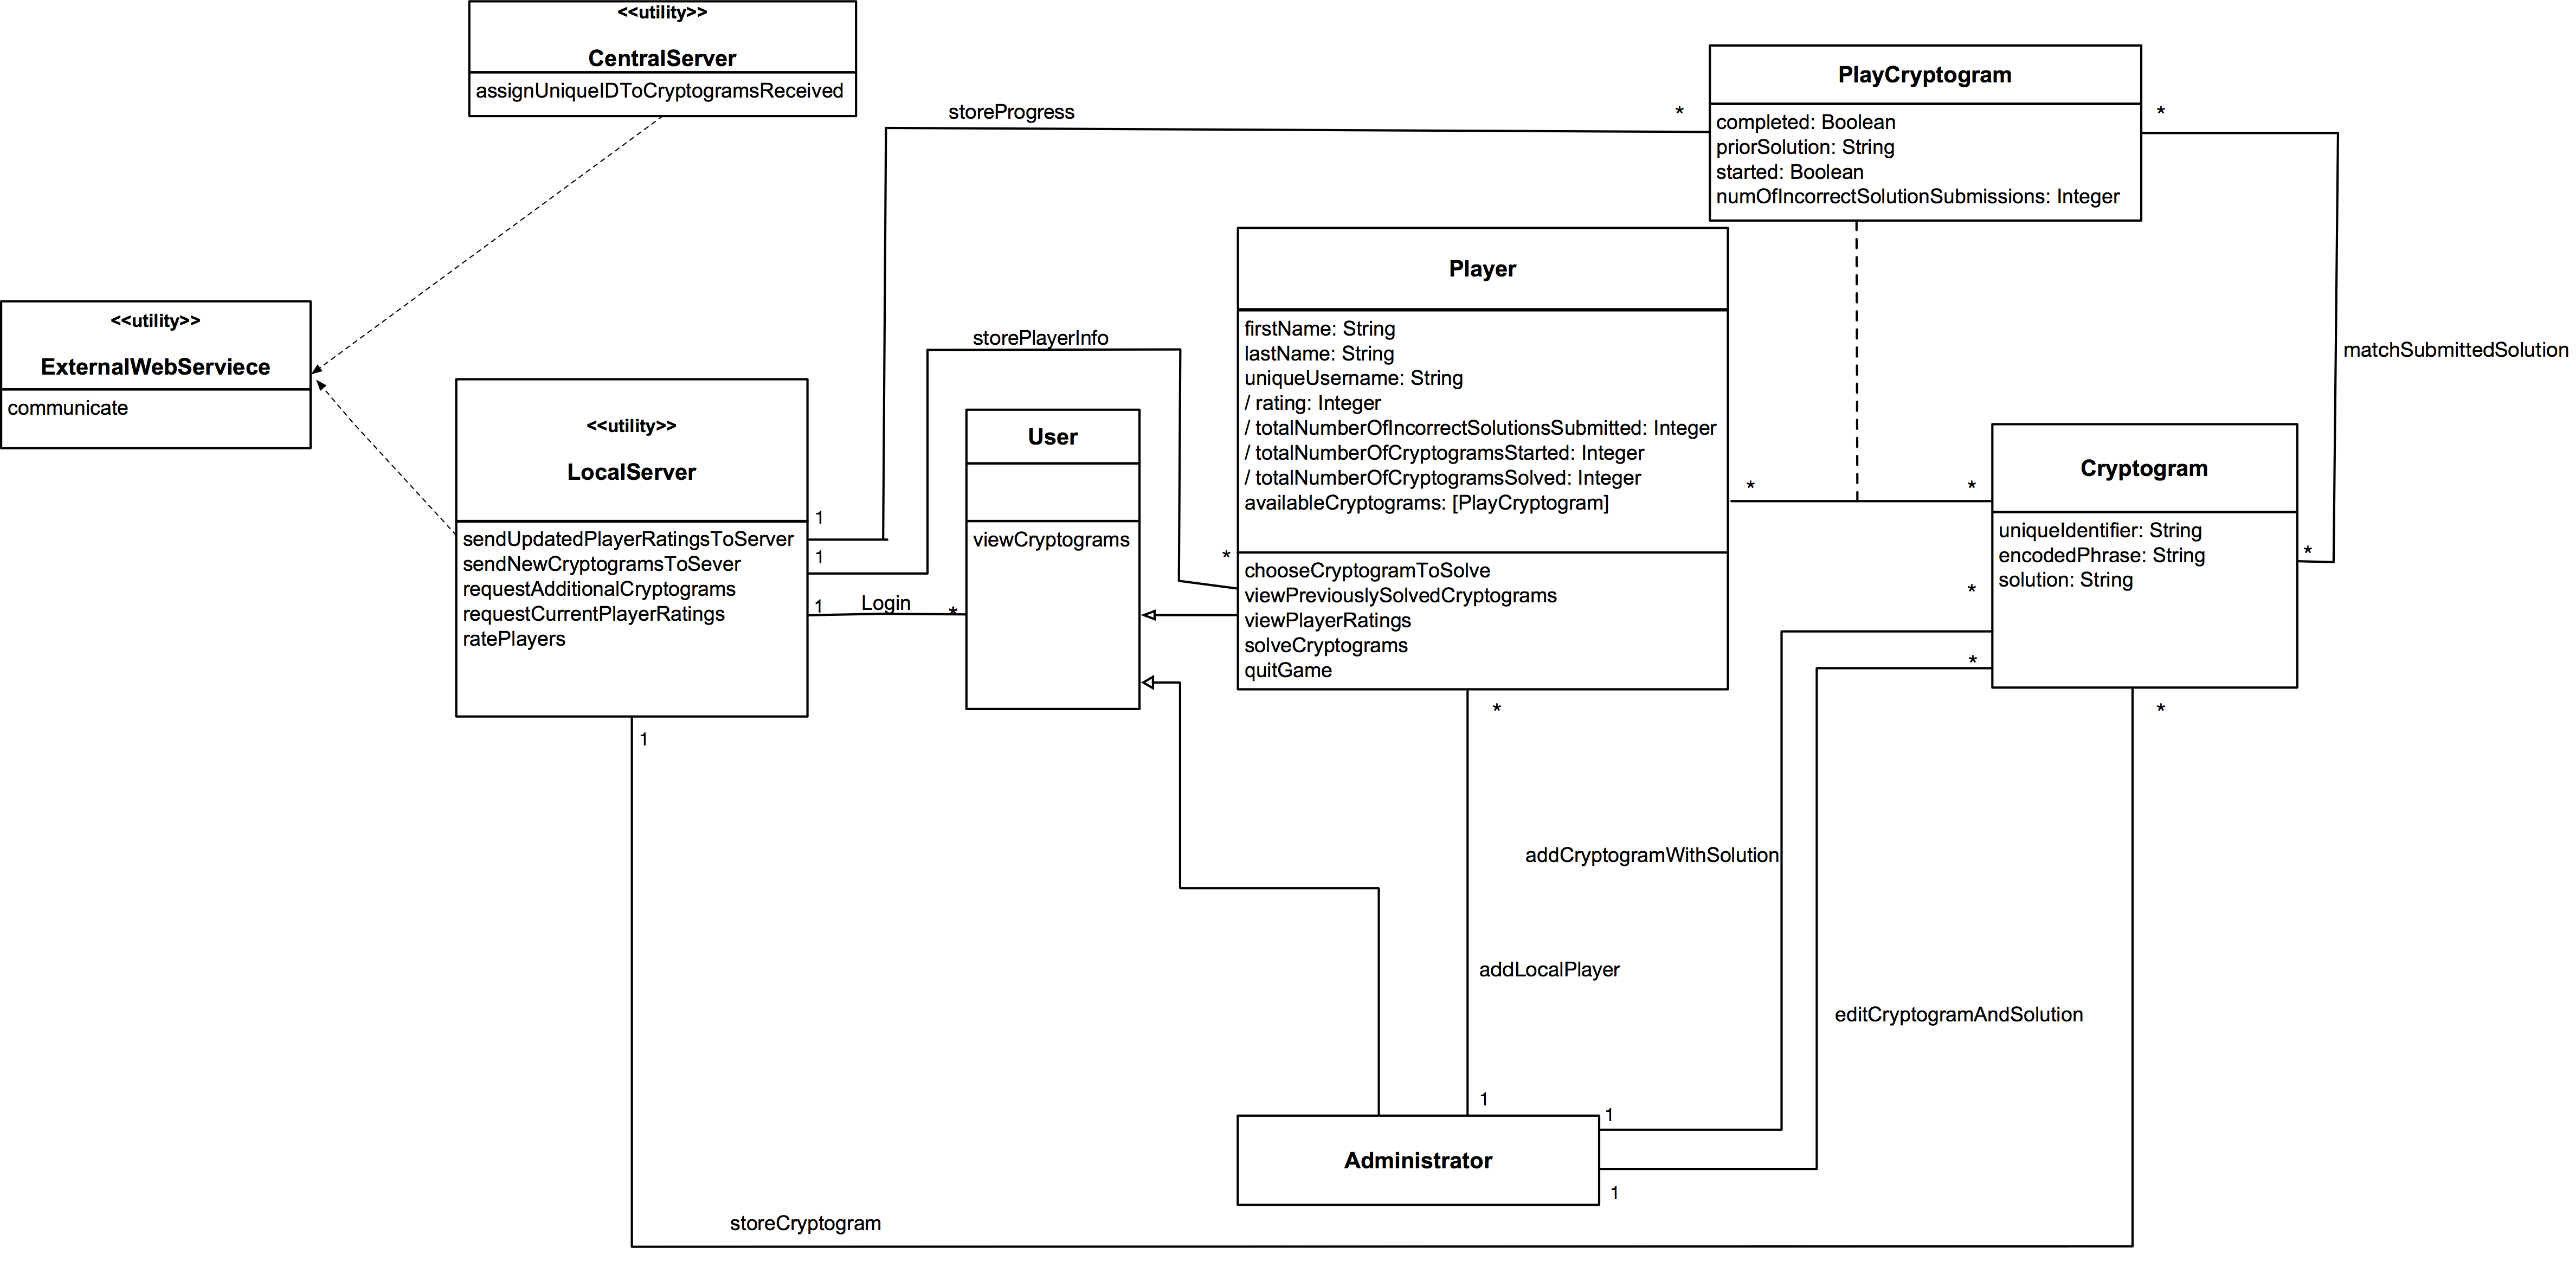 <<utility>>
CentralServer
assignUniqueIDToCryptogramsReceived
PlayCryptogram
completed: Boolean
priorSolution: String
started: Boolean
numOfIncorrectSolutionSubmissions: Integer
storeProgress
*
*
<<utility>>
ExternalWebServiece
communicate
Player
firstName: String
lastName: String
uniqueUsername: String
/ rating: Integer
/ totalNumberOfIncorrectSolutionsSubmitted: Integer
/ totalNumberOfCryptogramsStarted: Integer
/ totalNumberOfCryptogramsSolved: Integer
availableCryptograms: [PlayCryptogram]
chooseCryptogramToSolve
viewPreviouslySolvedCryptograms
viewPlayerRatings
solveCryptograms
quitGame
storePlayerInfo
matchSubmittedSolution
<<utility>>
LocalServer
sendUpdatedPlayerRatingsToServer
sendNewCryptogramsToSever
requestAdditionalCryptograms
requestCurrentPlayerRatings
ratePlayers
User
viewCryptograms
1
1
1
Login
*
*
*
*
Cryptogram
uniqueIdentifier: String
encodedPhrase: String
solution: String
*
*
*
*
*
1
addCryptogramWithSolution
addLocalPlayer
editCryptogramAndSolution
1
1
Administrator
1
storeCryptogram